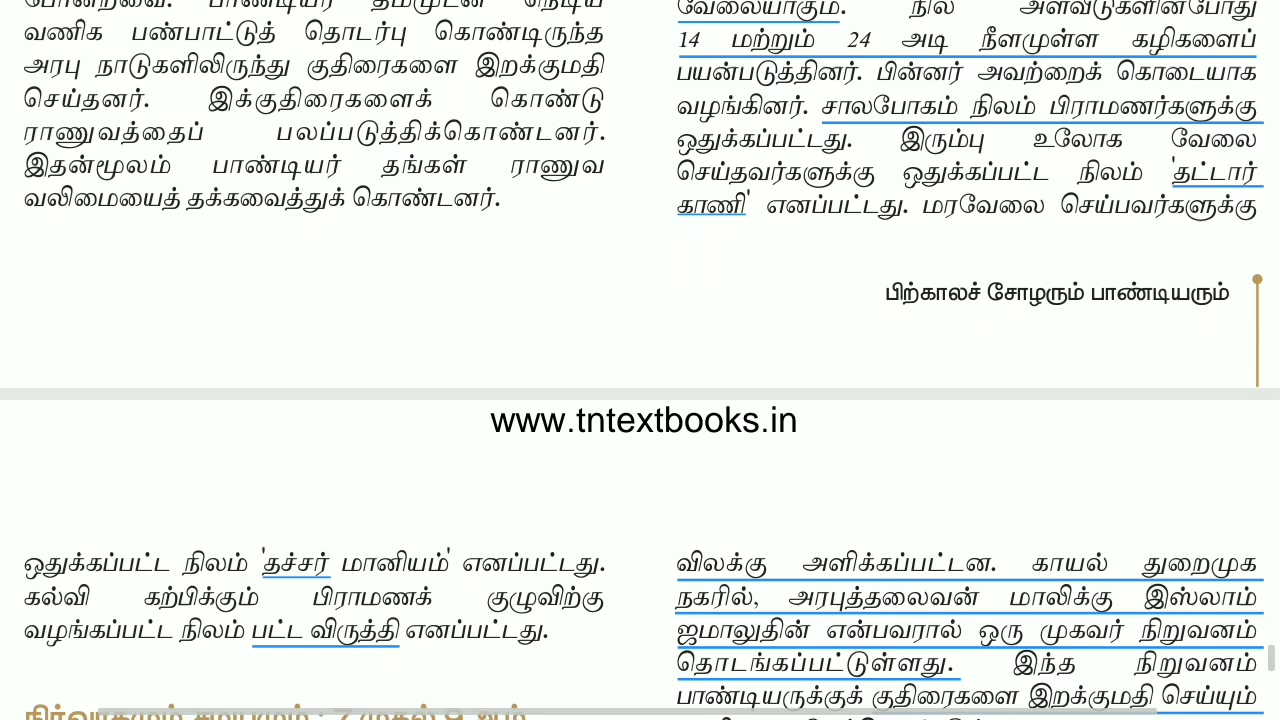 போன்றவை. பாண்டியர் தம்முடன் நெடிய
வணிக பண்பாட்டுத் தொடர்பு கொண்டிருந்த
அரபு நாடுகளிலிருந்து குதிரைகளை இறக்குமதி
செய்தனர். இக்குதிரைகளைக் கொண்டு
ராணுவத்தைப் பலப்படுத்திக்கொண்டனர்.
இதன்மூலம் பாண்டியர் தங்கள் ராணுவ
வலிமையைத் தக்கவைத்துக் கொண்டனர்.
வேலையாகும். நில அளவீடுகளின்போது
14 மற்றும் 24 அடி நீளமுள்ள கழிகளைப்
பயன்படுத்தினர். பின்னர் அவற்றைக் கொடையாக
வழங்கினர். சாலபோகம் நிலம் பிராமணர்களுக்கு
ஒதுக்கப்பட்டது. இரும்பு உலோக வேலை
செய்தவர்களுக்கு ஒதுக்கப்பட்ட நிலம் 'தட்டார்
காணி' எனப்பட்டது. மரவேலை செய்பவர்களுக்கு
பிற்காலச் சோழரும் பாண்டியரும்
www.tntextbooks.in
ஒதுக்கப்பட்ட நிலம் 'தச்சர் மானியம்' எனப்பட்டது.
கல்வி கற்பிக்கும் பிராமணக் குழுவிற்கு
வழங்கப்பட்ட நிலம் பட்ட விருத்தி எனப்பட்டது.
விலக்கு அளிக்கப்பட்டன. காயல் துறைமுக
நகரில், அரபுத்தலைவன் மாலிக்கு இஸ்லாம்
ஜமாலுதின் என்பவரால் ஒரு முகவர் நிறுவனம்
தொடங்கப்பட்டுள்ளது. இந்த நிறுவனம்
பாண்டியருக்குக் குதிரைகளை இறக்குமதி செய்யும்